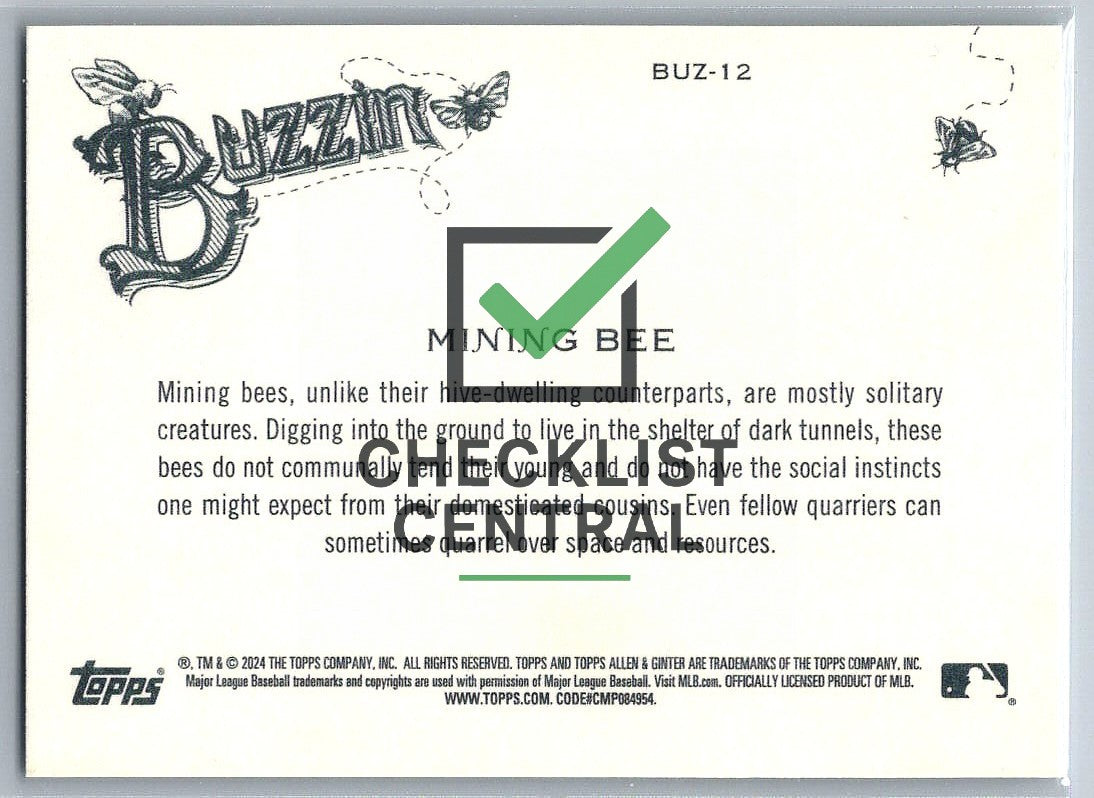 Buzzin
BUZ-12
MINING BEE
Mining bees, unlike their hive-dwelling counterparts, are mostly solitary
creatures. Digging into the ground to live in the shelter of dark tunnels, these
bees do not communally tend their young and do not have the social instincts
one might expect from their domesticated cousins. Even fellow quarriers can
sometimes quarrel over space and resources.
CHECKLIST
CENTRAL
topps®
®, TM & © 2024 THE TOPPS COMPANY, INC. ALL RIGHTS RESERVED. TOPPS AND TOPPS ALLEN & GINTER ARE TRADEMARKS OF THE TOPPS COMPANY, INC.
Major League Baseball trademarks and copyrights are used with permission of Major League Baseball. Visit MLB.com. OFFICIALLY LICENSED PRODUCT OF MLB.
WWW.TOPPS.COM. CODE#CMP084954.
®